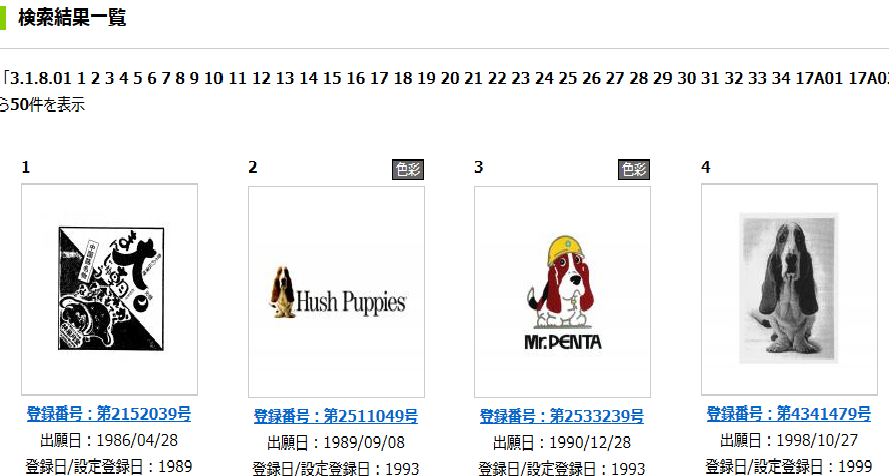 検索結果一覧
「3.1.8.01 1 2 3 4 5 6 7 8 9 10 11 12 13 14 15 16 17 18 19 20 21 22 23 24 25 26 27 28 29 30 31 32 33 34 17A01 17A02
ら50件を表示
1
2 色彩
3 色彩
4
Hush Puppies
Mr.PENTA
登録番号：第2152039号
登録番号：第2511049号
登録番号：第2533239号
登録番号：第4341479号
出願日：1986/04/28
出願日：1989/09/08
出願日：1990/12/28
出願日：1998/10/27
登録日/設定登録日：1989
登録日/設定登録日：1993
登録日/設定登録日：1993
登録日/設定登録日：1999